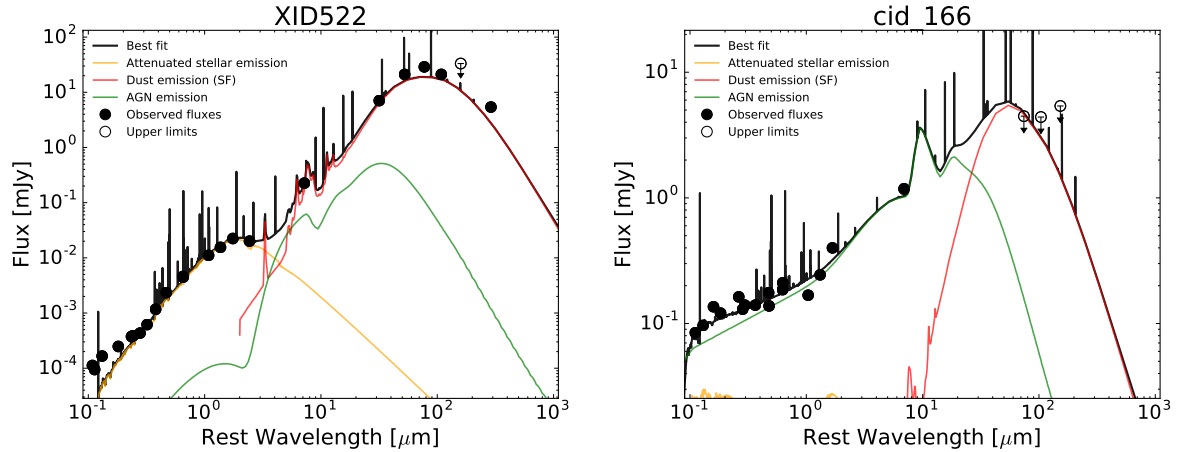 XID522
Best fit
Attenuated stellar emission
Dust emission (SF)
AGN emission
Observed fluxes
Upper limits
Flux [mJy]
10²
10¹
10⁰
10⁻¹
10⁻²
10⁻³
10⁻⁴
10⁻¹ 10⁰ 10¹ 10² 10³
Rest Wavelength [μm]
cid_166
Best fit
Attenuated stellar emission
Dust emission (SF)
AGN emission
Observed fluxes
Upper limits
Flux [mJy]
10¹
10⁰
10⁻¹
10⁻¹ 10⁰ 10¹ 10² 10³
Rest Wavelength [μm]